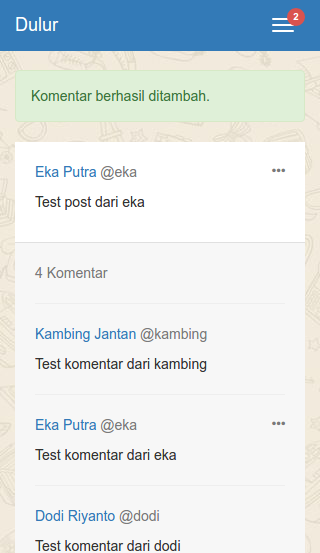 Dulur
2
Komentar berhasil ditambah.
Eka Putra @eka
Test post dari eka
4 Komentar
Kambing Jantan @kambing
Test komentar dari kambing
Eka Putra @eka
Test komentar dari eka
Dodi Riyanto @dodi
Test komentar dari dodi